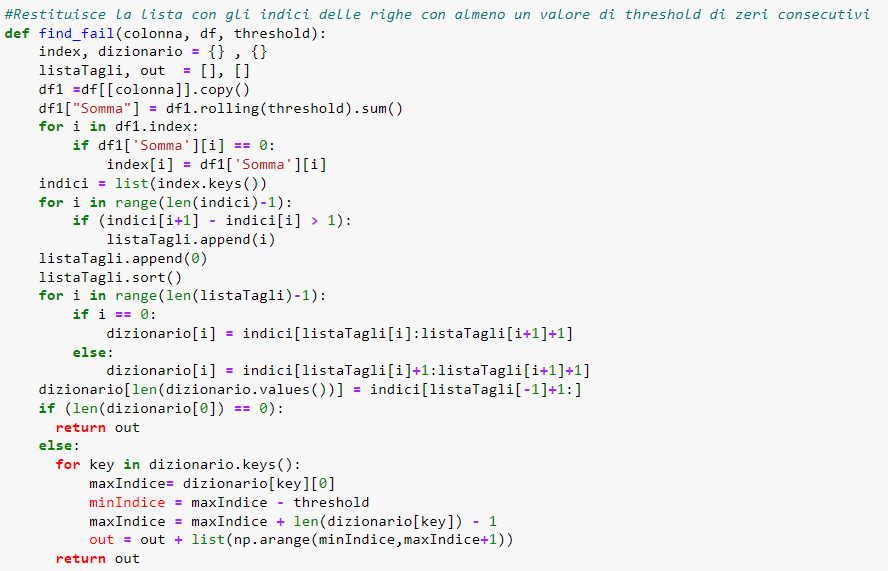 #Restituisce la lista con gli indici delle righe con almeno un valore di threshold di zeri consecutivi
def find_fail(colonna, df, threshold):
    index, dizionario = {} , {}
    listaTagli, out  = [], []
    df1 =df[[colonna]].copy()
    df1["Somma"] = df1.rolling(threshold).sum()
    for i in df1.index:
        if df1['Somma'][i] == 0:
            index[i] = df1['Somma'][i]
    indici = list(index.keys())
    for i in range(len(indici)-1):
        if (indici[i+1] - indici[i] > 1):
            listaTagli.append(i)
    listaTagli.append(0)
    listaTagli.sort()
    for i in range(len(listaTagli)-1):
        if i == 0:
            dizionario[i] = indici[listaTagli[i]:listaTagli[i+1]+1]
        else:
            dizionario[i] = indici[listaTagli[i]+1:listaTagli[i+1]+1]
    dizionario[len(dizionario.values())] = indici[listaTagli[-1]+1:]
    if (len(dizionario[0]) == 0):
      return out
    else:
      for key in dizionario.keys():
          maxIndice= dizionario[key][0]
          minIndice = maxIndice - threshold
          maxIndice = maxIndice + len(dizionario[key]) - 1
          out = out + list(np.arange(minIndice,maxIndice+1))
      return out